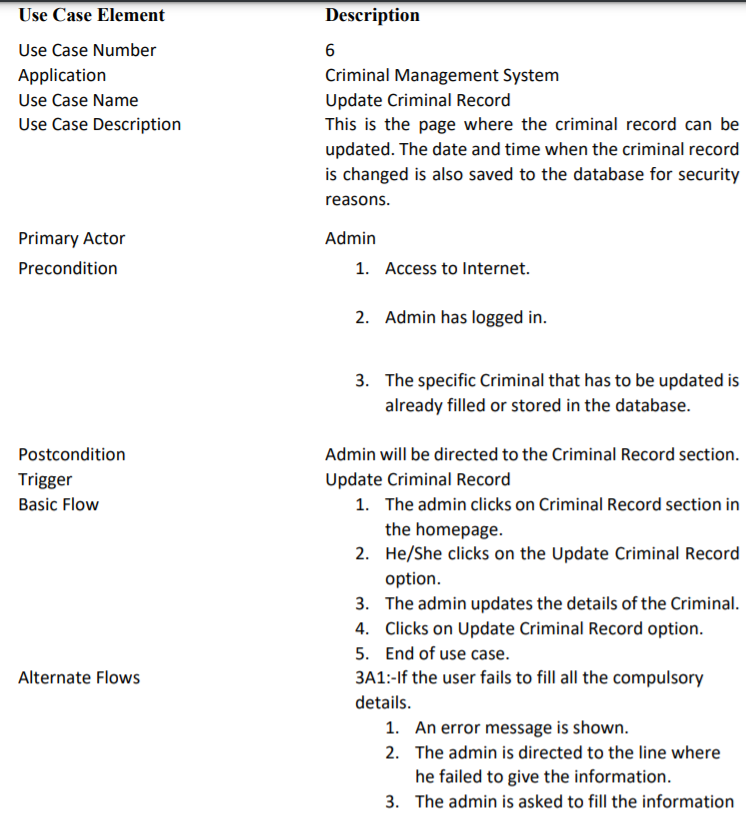 Use Case Element Description
Use Case Number 6
Application Criminal Management System
Use Case Name Update Criminal Record
Use Case Description This is the page where the criminal record can be
updated. The date and time when the criminal record
is changed is also saved to the database for security
reasons.
Primary Actor Admin
Precondition 1. Access to Internet.
2. Admin has logged in.
3. The specific Criminal that has to be updated is
already filled or stored in the database.
Postcondition Admin will be directed to the Criminal Record section.
Trigger Update Criminal Record
Basic Flow 1. The admin clicks on Criminal Record section in
the homepage.
2. He/She clicks on the Update Criminal Record
option.
3. The admin updates the details of the Criminal.
4. Clicks on Update Criminal Record option.
5. End of use case.
Alternate Flows 3A1:-If the user fails to fill all the compulsory
details.
1. An error message is shown.
2. The admin is directed to the line where
he failed to give the information.
3. The admin is asked to fill the information